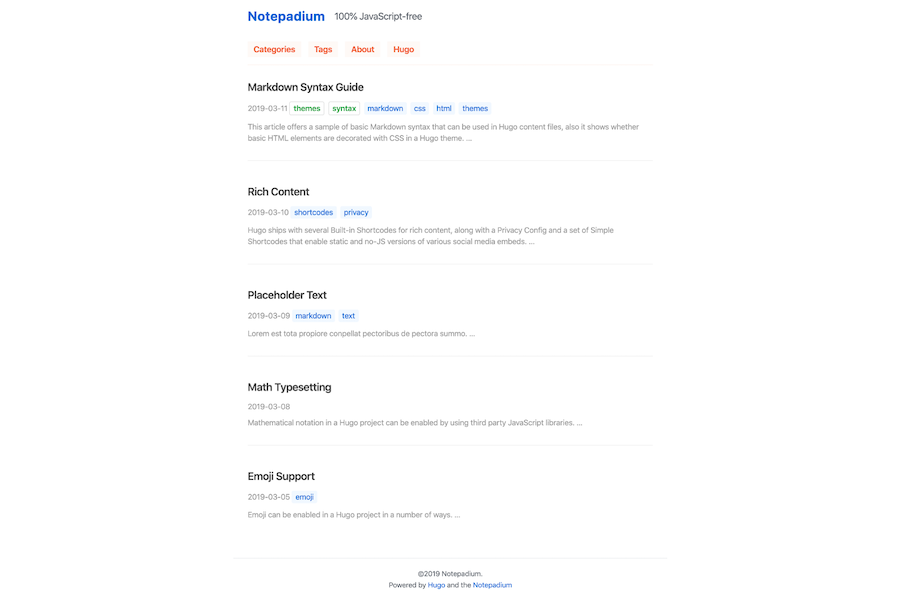 Notepadium 100% JavaScript-free
Categories Tags About Hugo
Markdown Syntax Guide
2019-03-11 themes syntax markdown css html themes
This article offers a sample of basic Markdown syntax that can be used in Hugo content files, also it shows whether
basic HTML elements are decorated with CSS in a Hugo theme. ...
Rich Content
2019-03-10 shortcodes privacy
Hugo ships with several Built-in Shortcodes for rich content, along with a Privacy Config and a set of Simple
Shortcodes that enable static and no-JS versions of various social media embeds. ...
Placeholder Text
2019-03-09 markdown text
Lorem est tota propiore conpellat pectoribus de pectora summo. ...
Math Typesetting
2019-03-08
Mathematical notation in a Hugo project can be enabled by using third party JavaScript libraries. ...
Emoji Support
2019-03-05 emoji
Emoji can be enabled in a Hugo project in a number of ways. ...
©2019 Notepadium.
Powered by Hugo and the Notepadium